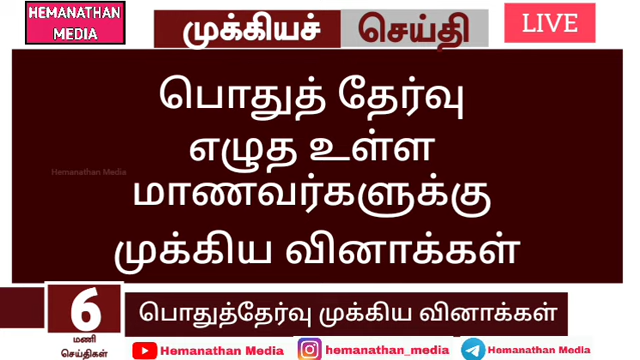 HEMANATHAN
MEDIA
முக்கியச் செய்தி
LIVE
பொதுத் தேர்வு
எழுத உள்ள
Hemanathan Media
மாணவர்களுக்கு
முக்கிய வினாக்கள்
6
மணி
செய்திகள்
பொதுத்தேர்வு முக்கிய வினாக்கள்
Hemanathan Media
hemanathan_media
Hemanathan Media